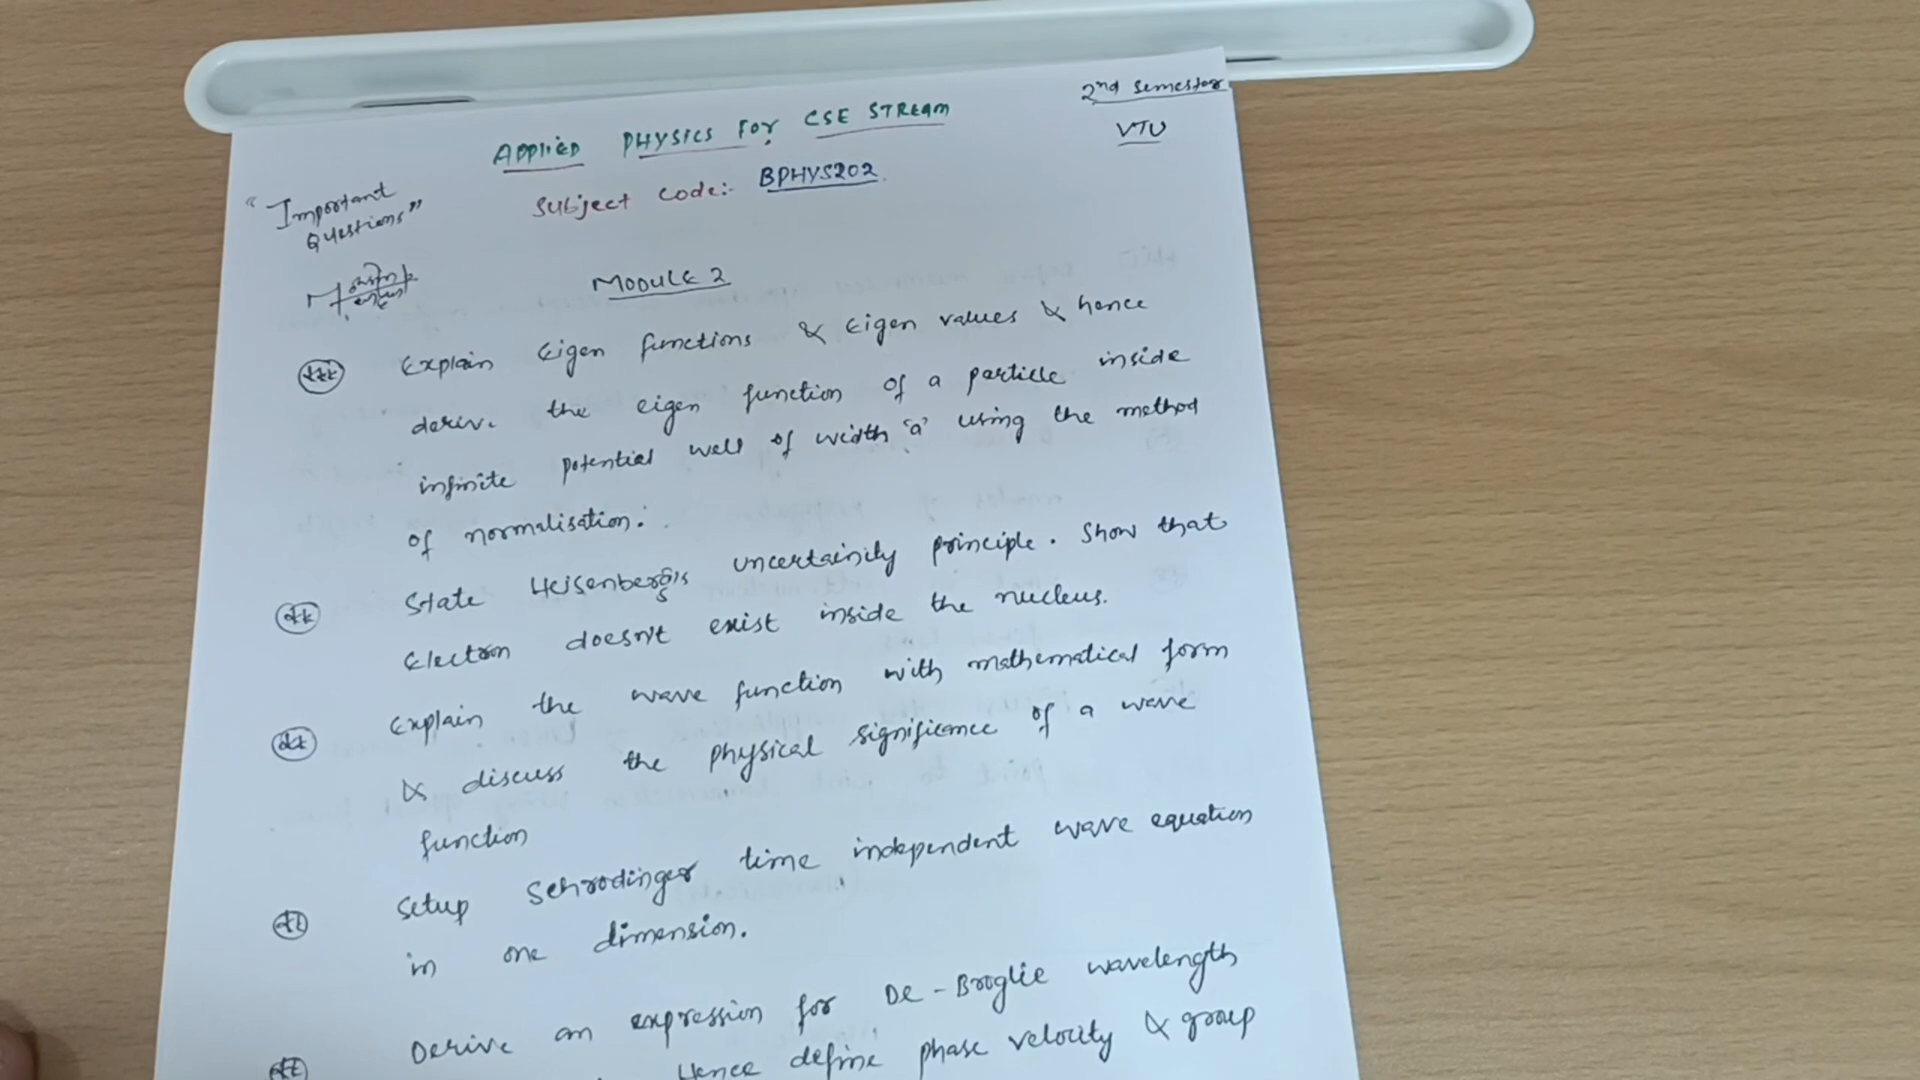 2nd semester
VTU
APPliED PHYSICS For CSE STREAM
Subject Code:- BPHYS202
"Important
Questions"
Module 2
Explain Eigen functions & Eigen values & hence
derive the eigen function of a particle inside
infinite potential well of width 'a' using the method
of normalisation.
State Heisenberg's uncertainity principle. Show that
Electron doesn't exist inside the nucleus.
Explain the wave function with mathematical form
& discuss the physical significance of a wave
function
Setup Schrodinger time independent wave equation
in one dimension.
Derive an expression for De-Broglie wavelength
Hence define phase velocity & group